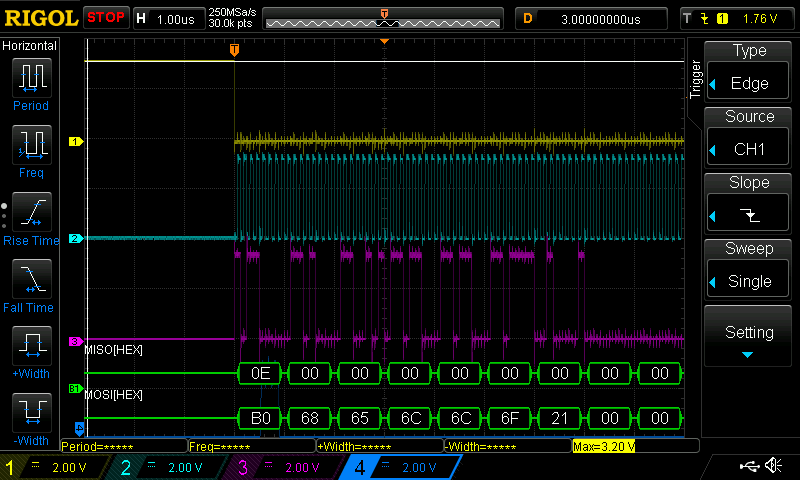 RIGOL STOP H 1.00us 250MSa/s 30.0k pts T D 3.00000000us T 1 1.76 V
Horizontal
Period
Freq
Rise Time
Fall Time
+Width
-Width
T
1
2
3
MISO[HEX]
0E 00 00 00 00 00 00 00 00
B1
MOSI[HEX]
B0 68 65 6C 6C 6F 21 00 00
Period=***** Freq=***** +Width=***** -Width=***** Max=3.20 V
1 2.00 V 2 2.00 V 3 2.00 V 4 2.00 V
Trigger
Type
Edge
Source
CH1
Slope
Sweep
Single
Setting